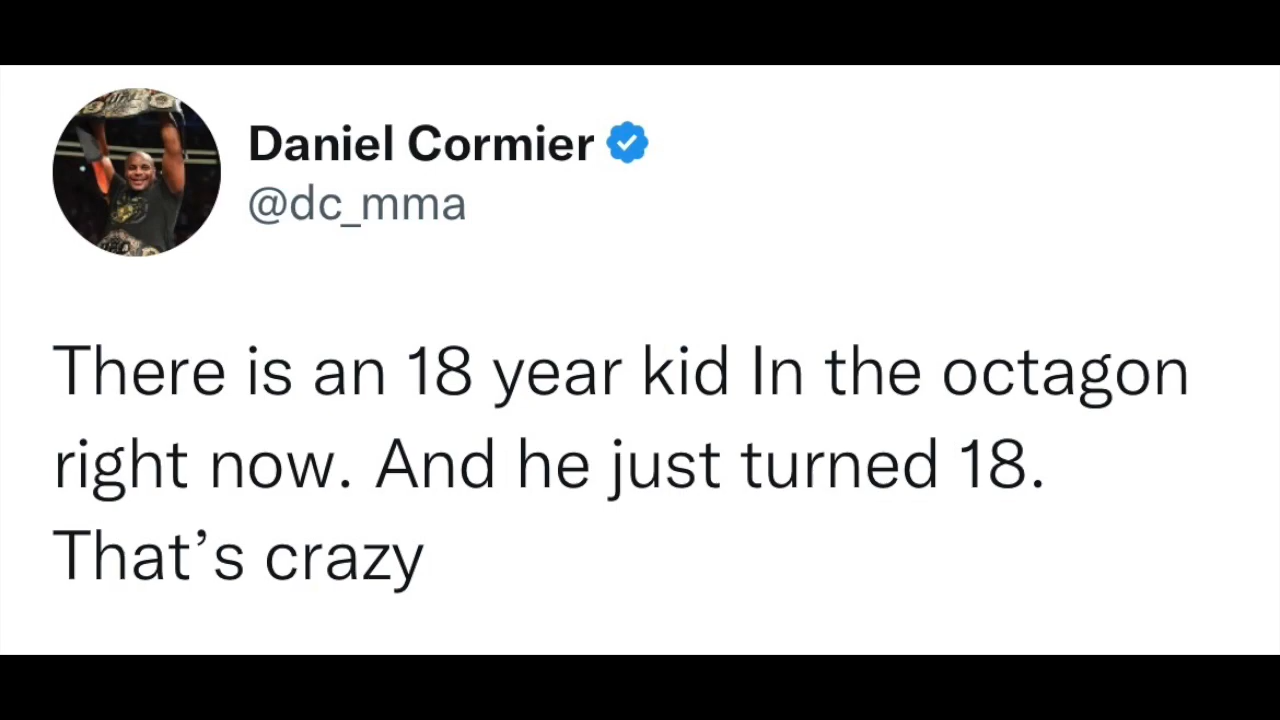 Daniel Cormier
@dc_mma
There is an 18 year kid In the octagon
right now. And he just turned 18.
That’s crazy